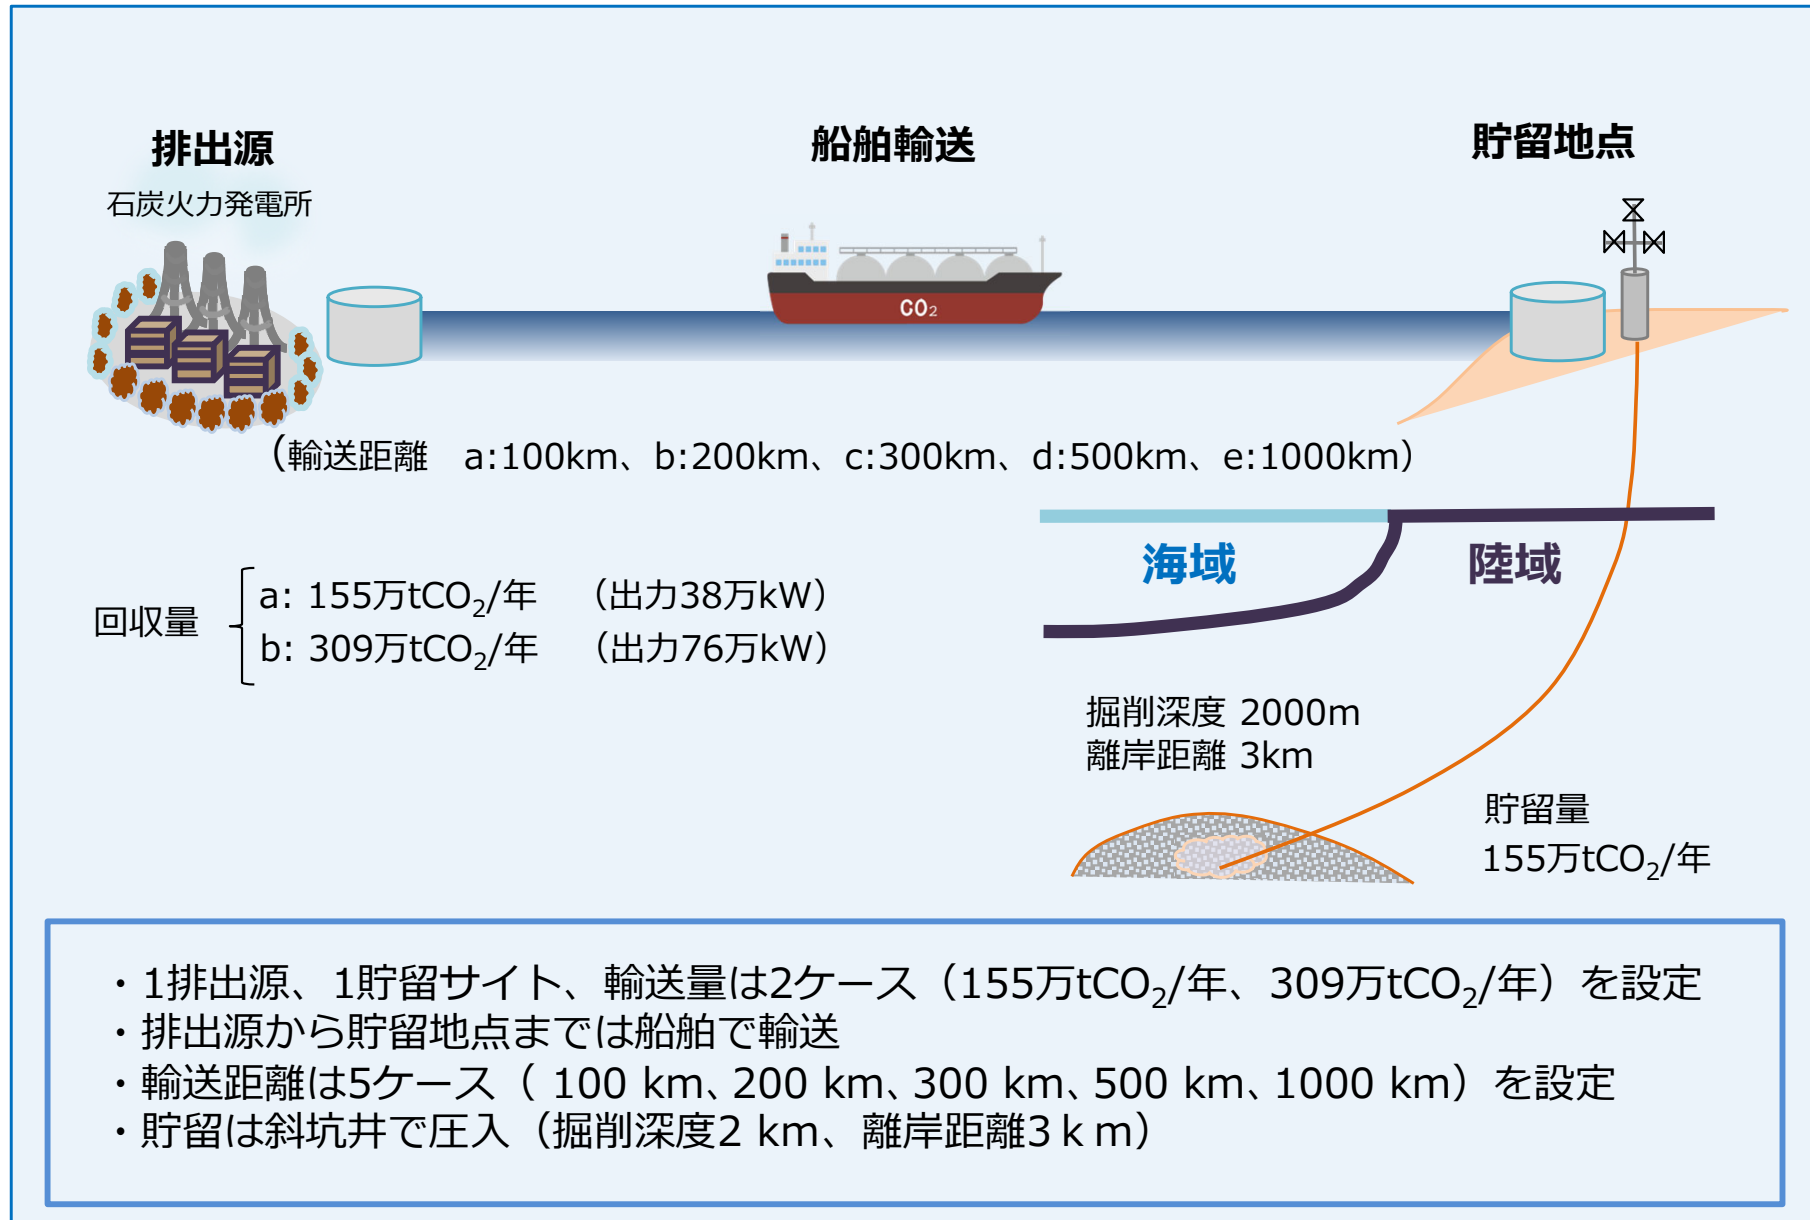 排出源
船舶輸送
貯留地点
石炭火力発電所
CO₂
（輸送距離　a:100km、b:200km、c:300km、d:500km、e:1000km）
海域
陸域
回収量
a: 155万tCO₂/年　（出力38万kW）
b: 309万tCO₂/年　（出力76万kW）
掘削深度 2000m
離岸距離 3km
貯留量
155万tCO₂/年
・1排出源、1貯留サイト、輸送量は2ケース（155万tCO₂/年、309万tCO₂/年）を設定
・排出源から貯留地点までは船舶で輸送
・輸送距離は5ケース（ 100 km、200 km、300 km、500 km、1000 km）を設定
・貯留は斜坑井で圧入（掘削深度2 km、離岸距離3ｋｍ）